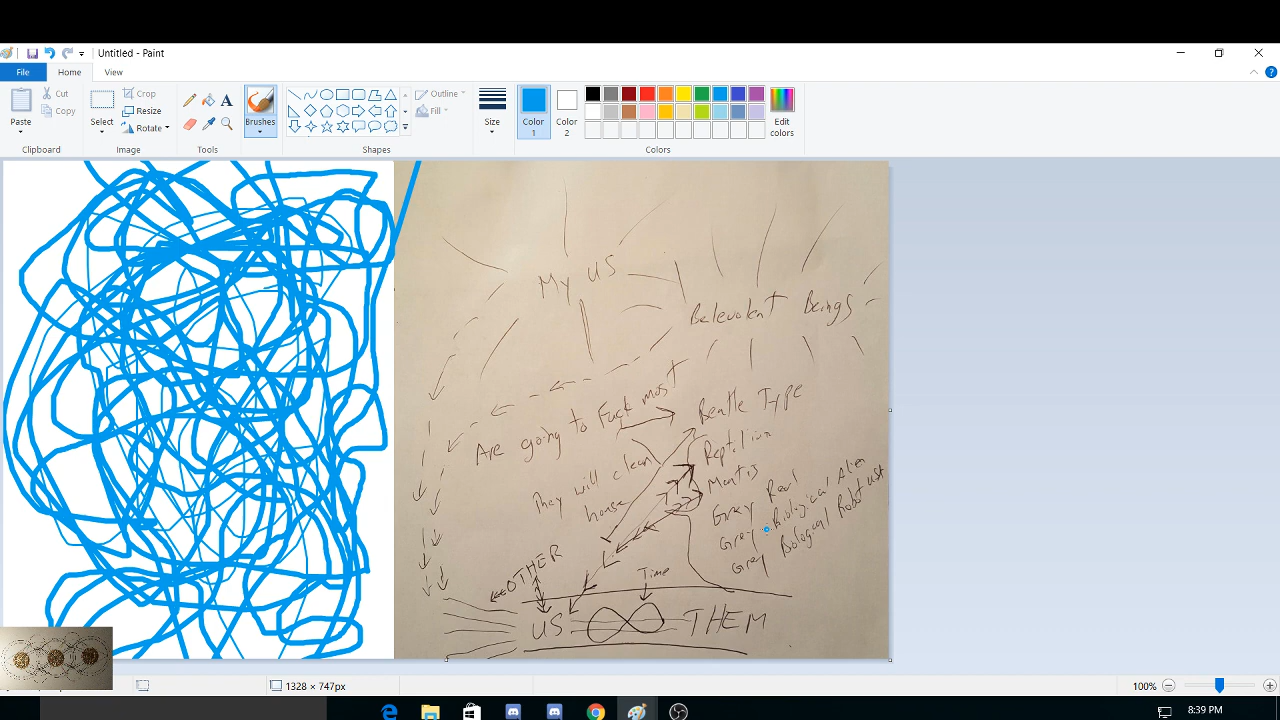 Untitled - Paint
File
Home
View
Cut
Copy
Paste
Clipboard
Crop
Resize
Rotate
Select
Image
Tools
Brushes
Shapes
Outline
Fill
Size
Color 1
Color 2
Edit colors
Colors
My US
Belevolent Beings
Are going to Fuck most
Beatle Type
They will clean
house
Reptilian
Mantis
Grey Real
Grey Biological Alien
Grey Biological Robot
OTHER
Time
US
THEM
1328 × 747px
100%
8:39 PM